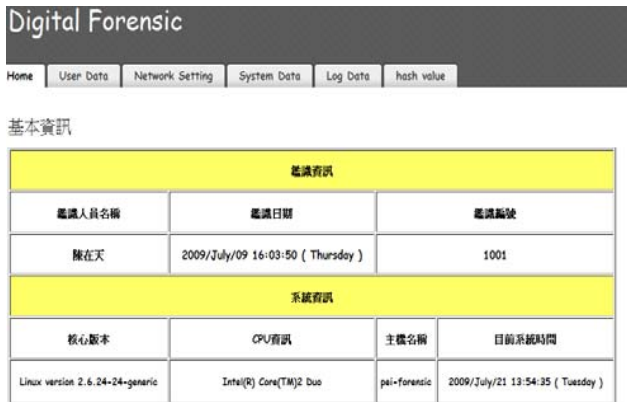 Digital Forensic
Home User Data Network Setting System Data Log Data hash value
基本資訊
鑑識資訊
鑑識人員名稱 鑑識日期 鑑識編號
陳在天 2009/July/09 16:03:50 ( Thursday ) 1001
系統資訊
核心版本 CPU資訊 主機名稱 目前系統時間
Linux version 2.6.24-24-generic Intel(R) Core(TM)2 Duo pei-forensic 2009/July/21 13:54:35 ( Tuesday )